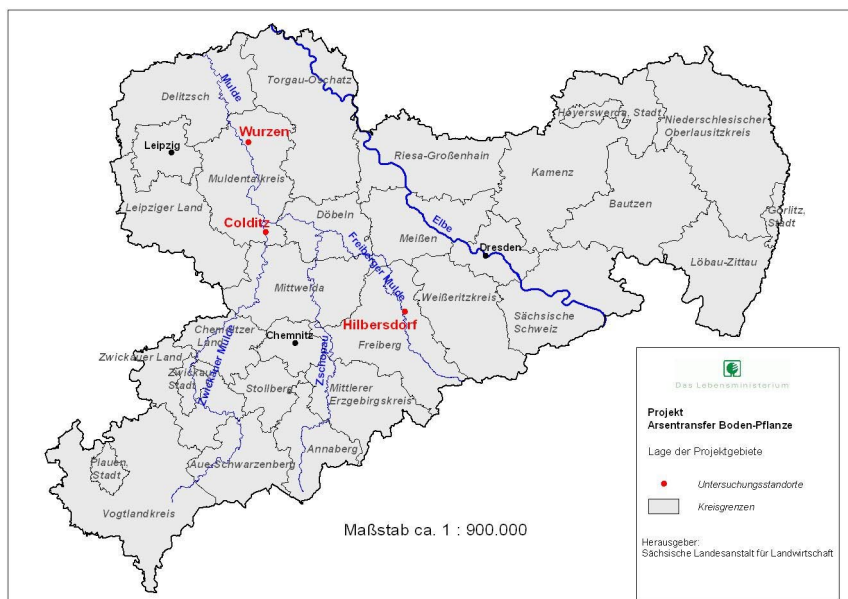 Torgau-Oschatz
Mulde
Delitzsch
Hoyerswerda, Stadt
Niederschlesischer
Oberlausitzkreis
Wurzen
Leipzig
Riesa-Großenhain
Kamenz
Muldentalkreis
Bautzen
Leipziger Land
Döbeln
Görlitz,
Stadt
Colditz
Elbe
Meißen
Dresden
Löbau-Zittau
Freiberger Mulde
Mittweida
Weißeritzkreis
Sächsische
Schweiz
Hilbersdorf
Chemnitzer
Land
Chemnitz
Freiberg
Zwickauer Land
Zwickauer Mulde
Zschopau
Zwickau,
Stadt
Stollberg
Mittlerer
Erzgebirgskreis
Annaberg
Plauen,
Stadt
Aue-Schwarzenberg
Vogtlandkreis
Maßstab ca. 1 : 900.000
Das Lebensministerium
Projekt
Arsentransfer Boden-Pflanze
Lage der Projektgebiete
Untersuchungsstandorte
Kreisgrenzen
Herausgeber:
Sächsische Landesanstalt für Landwirtschaft